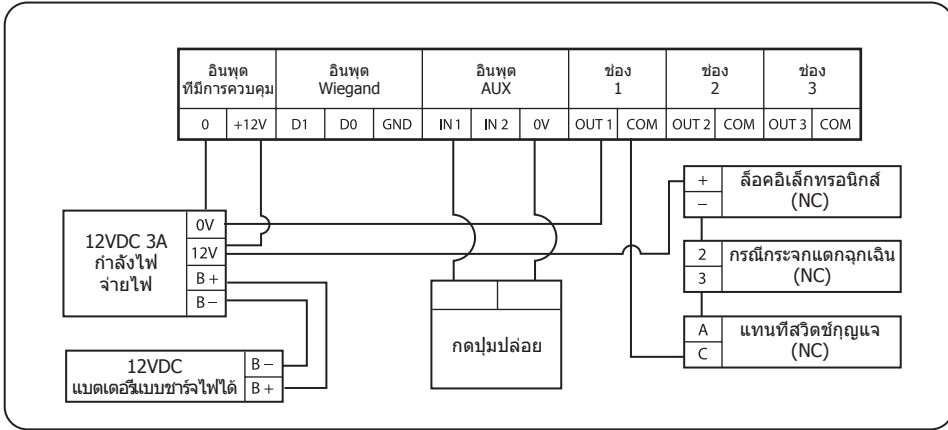 อินพุต
ที่มีการควบคุม
อินพุต
Wiegand
อินพุต
AUX
ช่อง
1
ช่อง
2
ช่อง
3
0 +12V D1 D0 GND IN 1 IN 2 0V OUT 1 COM OUT 2 COM OUT 3 COM
12VDC 3A
กำลังไฟ
จ่ายไฟ
0V
12V
B +
B −
12VDC
แบตเตอรี่แบบชาร์จไฟได้
B −
B +
กดปุ่มปล่อย
+
−
ล็อคอิเล็กทรอนิกส์
(NC)
2
3
กรณีกระจกแตกฉุกเฉิน
(NC)
A
C
แทนที่สวิตช์กุญแจ
(NC)